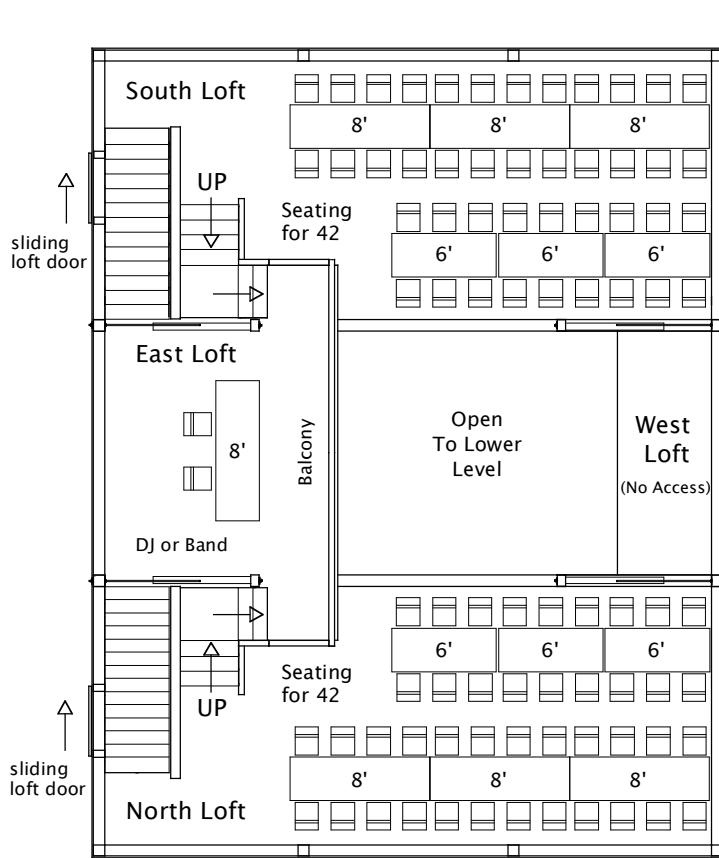 South Loft
8' 8' 8'
UP
Seating
for 42
sliding
loft door
6' 6' 6'
East Loft
8'
Balcony
Open
To Lower
Level
West
Loft
(No Access)
DJ or Band
6' 6' 6'
Seating
for 42
UP
sliding
loft door
8' 8' 8'
North Loft